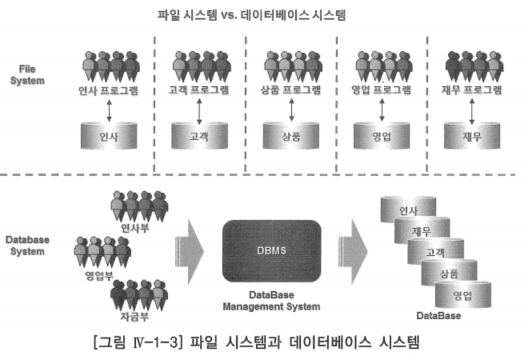 파일 시스템 vs. 데이터베이스 시스템
File
System
인사 프로그램
고객 프로그램
상품 프로그램
영업 프로그램
재무 프로그램
인사
고객
상품
영업
재무
Database
System
인사부
영업부
자금부
DBMS
DataBase
Management System
인사
재무
고객
상품
영업
DataBase
[그림 Ⅳ-1-3] 파일 시스템과 데이터베이스 시스템